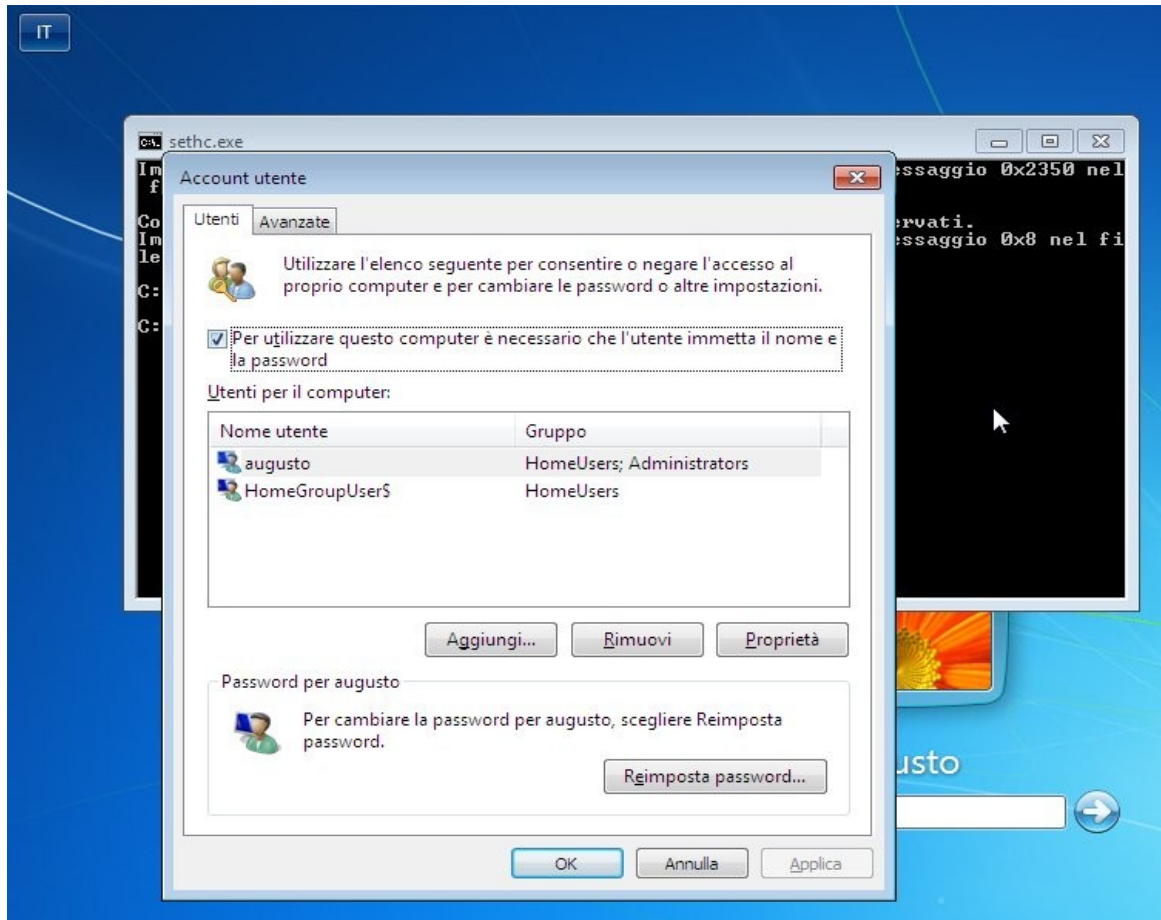 IT
sethc.exe
Im
essaggio 0x2350 nel
f
Co
ervati.
Im
essaggio 0x8 nel fi
le
C:
C:
Account utente
Utenti
Avanzate
Utilizzare l'elenco seguente per consentire o negare l'accesso al
proprio computer e per cambiare le password o altre impostazioni.
Per utilizzare questo computer è necessario che l'utente immetta il nome e
la password
Utenti per il computer:
Nome utente Gruppo
augusto HomeUsers; Administrators
HomeGroupUser$ HomeUsers
Aggiungi... Rimuovi Proprietà
Password per augusto
Per cambiare la password per augusto, scegliere Reimposta
password.
Reimposta password...
usto
OK Annulla Applica